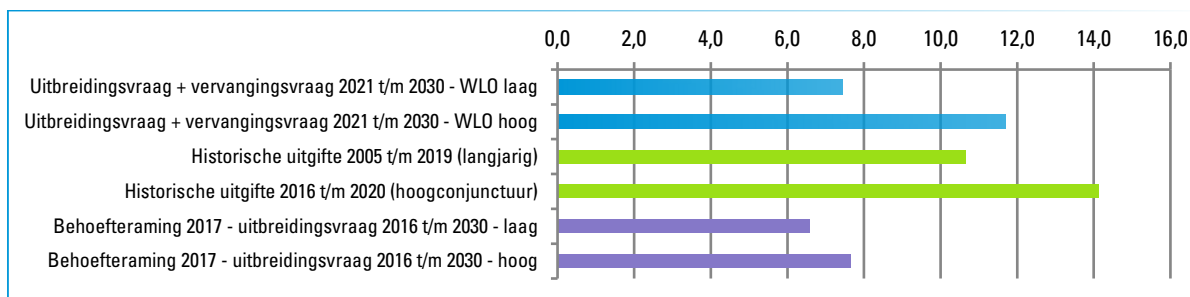 0,0 2,0 4,0 6,0 8,0 10,0 12,0 14,0 16,0
Uitbreidingsvraag + vervangingsvraag 2021 t/m 2030 - WLO laag
Uitbreidingsvraag + vervangingsvraag 2021 t/m 2030 - WLO hoog
Historische uitgifte 2005 t/m 2019 (langjarig)
Historische uitgifte 2016 t/m 2020 (hoogconjunctuur)
Behoefteraming 2017 - uitbreidingsvraag 2016 t/m 2030 - laag
Behoefteraming 2017 - uitbreidingsvraag 2016 t/m 2030 - hoog